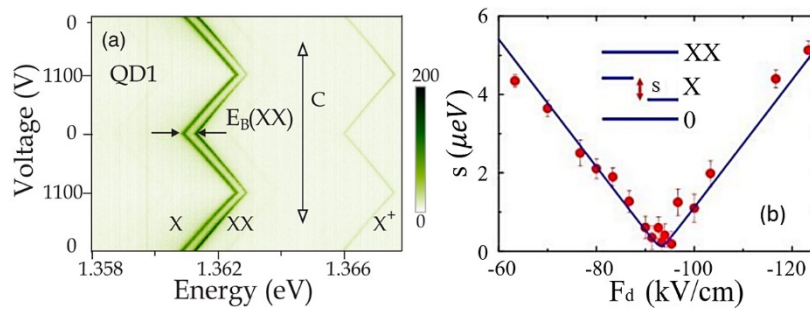 (a)
QD1
E_B(XX)
C
X
XX
X⁺
200
0
Voltage (V)
0
1100
0
1100
0
1.358
1.362
1.366
Energy (eV)
6
4
2
0
s (μeV)
XX
s
X
0
(b)
-60
-80
-100
-120
F_d (kV/cm)